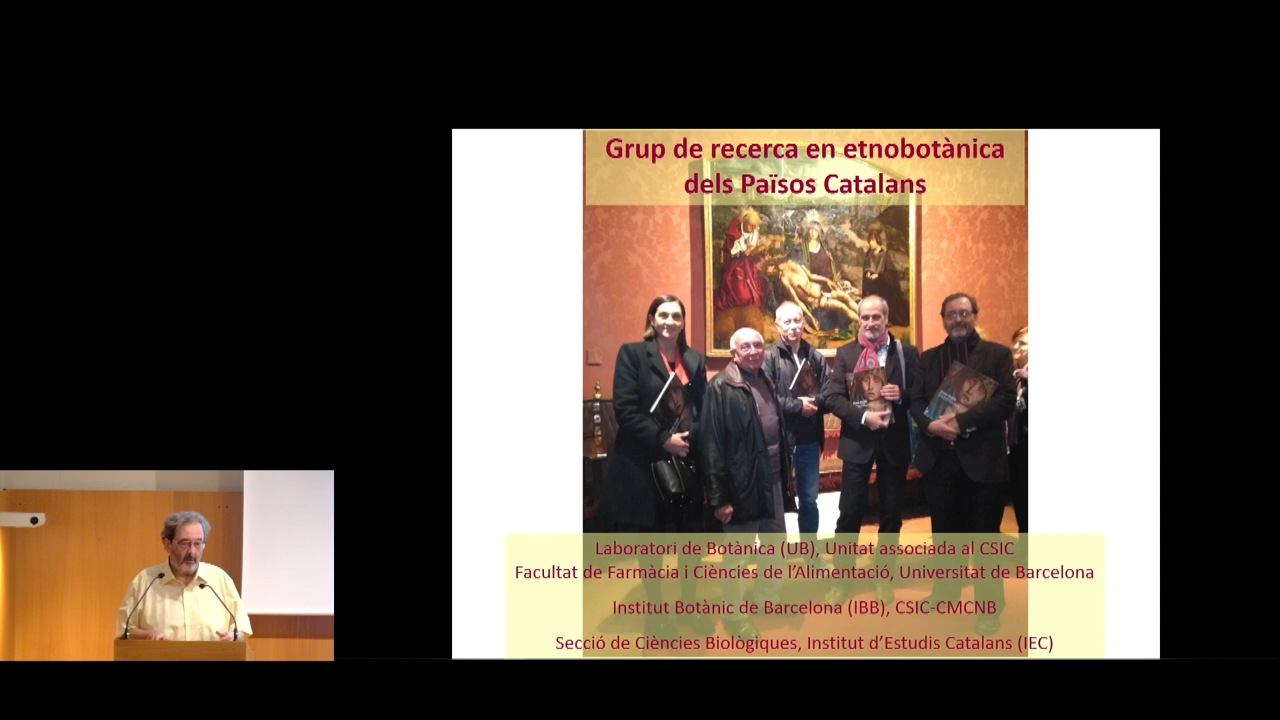 Grup de recerca en etnobotànica
dels Països Catalans
Laboratori de Botànica (UB), Unitat associada al CSIC
Facultat de Farmàcia i Ciències de l’Alimentació, Universitat de Barcelona
Institut Botànic de Barcelona (IBB), CSIC-CMCNB
Secció de Ciències Biològiques, Institut d’Estudis Catalans (IEC)